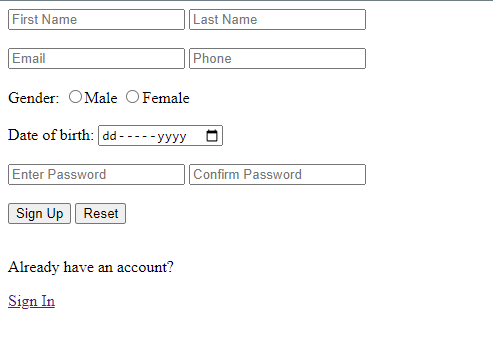 First Name Last Name
Email Phone
Gender: Male Female
Date of birth: dd-----yyyy
Enter Password Confirm Password
Sign Up Reset
Already have an account?
Sign In